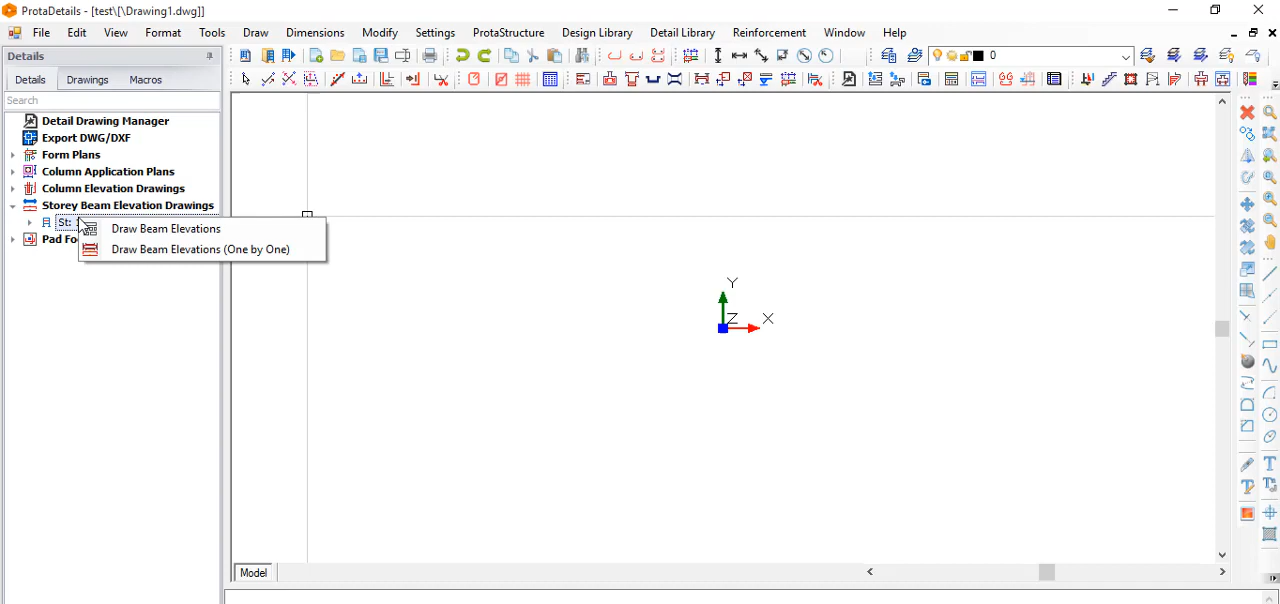 ProtaDetails - [test\[\Drawing1.dwg]]
File Edit View Format Tools Draw Dimensions Modify Settings ProtaStructure Design Library Detail Library Reinforcement Window Help
Details
0
Details Drawings Macros
Search
Detail Drawing Manager
Export DWG/DXF
Form Plans
Column Application Plans
Column Elevation Drawings
Storey Beam Elevation Drawings
St:
Draw Beam Elevations
Pad
Draw Beam Elevations (One by One)
Y
Z X
Model